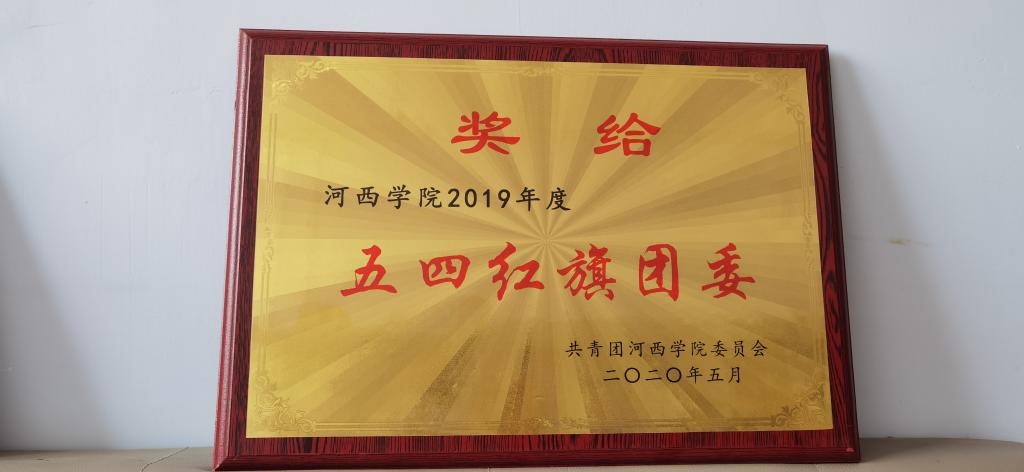 奖给
河西学院2019年度
五四红旗团委
共青团河西学院委员会
二〇二〇年五月